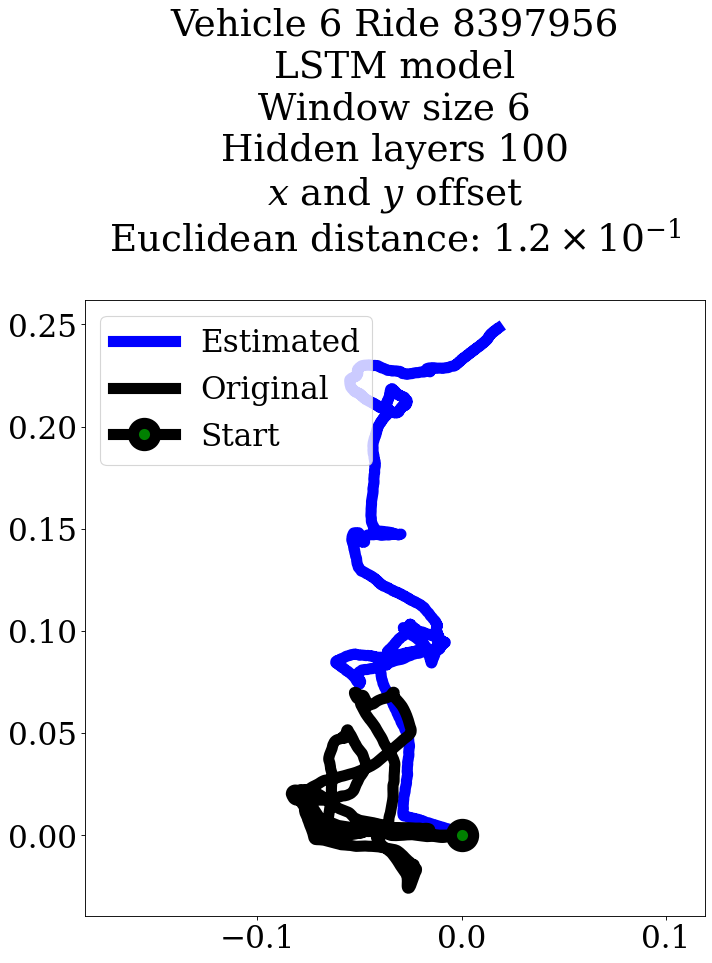 Vehicle 6 Ride 8397956
LSTM model
Window size 6
Hidden layers 100
x and y offset
Euclidean distance: 1.2 × 10⁻¹
0.25
0.20
0.15
0.10
0.05
0.00
Estimated
Original
Start
−0.1
0.0
0.1